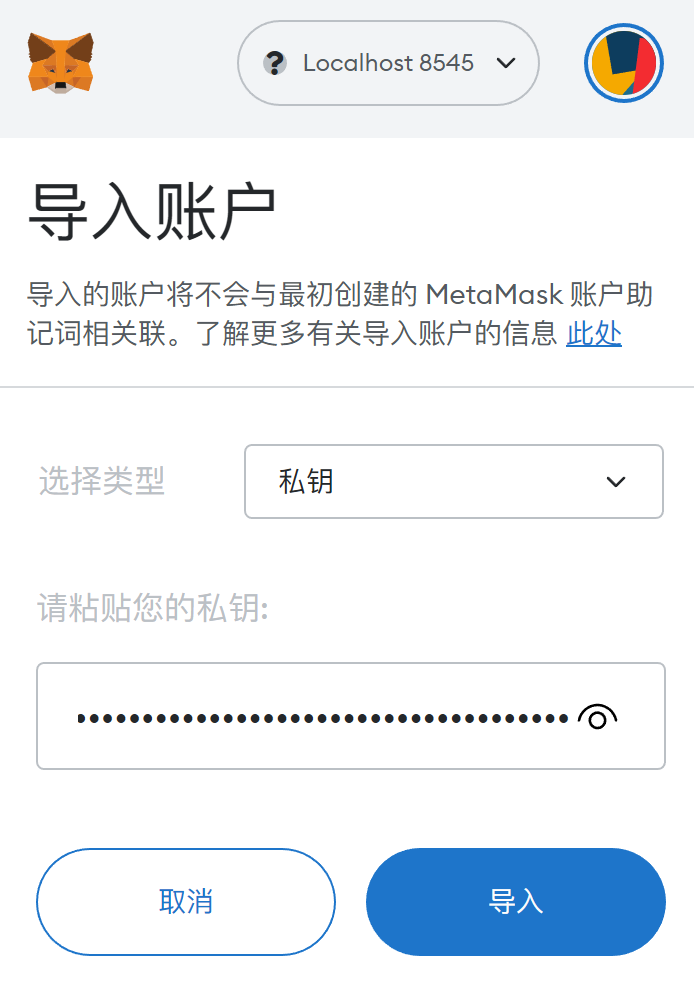 Localhost 8545
导入账户
导入的账户将不会与最初创建的 MetaMask 账户助
记词相关联。了解更多有关导入账户的信息 此处
选择类型
私钥
请粘贴您的私钥:
取消
导入